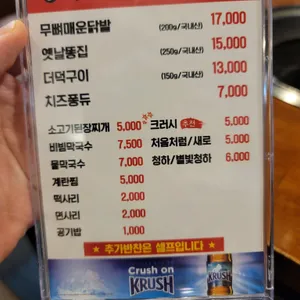 무뼈매운닭발 (200g/국내산) 17,000
옛날똥집 (250g/국내산) 15,000
더덕구이 (150g/국내산) 13,000
치즈퐁듀 7,000
소고기된장찌개 5,000 크러시 추천 5,000
비빔막국수 7,500 처음처럼/새로 5,000
물막국수 7,000 청하/별빛청하 6,000
계란찜 5,000
떡사리 2,000
면사리 2,000
공기밥 1,000
★ 추가반찬은 셀프입니다 ★
Crush on
KRUSH
KRUSH